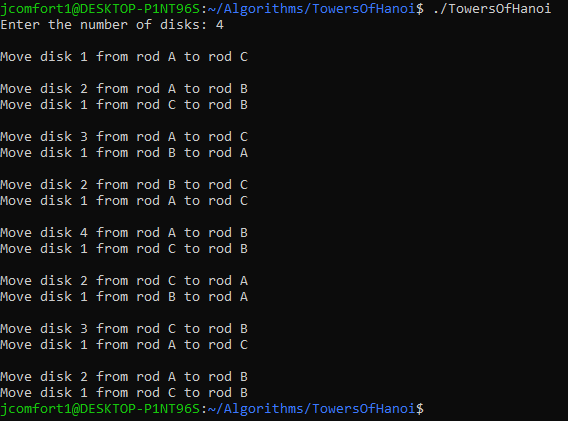 jcomfort1@DESKTOP-P1NT96S:~/Algorithms/TowersOfHanoi$ ./TowersOfHanoi
Enter the number of disks: 4
Move disk 1 from rod A to rod C
Move disk 2 from rod A to rod B
Move disk 1 from rod C to rod B
Move disk 3 from rod A to rod C
Move disk 1 from rod B to rod A
Move disk 2 from rod B to rod C
Move disk 1 from rod A to rod C
Move disk 4 from rod A to rod B
Move disk 1 from rod C to rod B
Move disk 2 from rod C to rod A
Move disk 1 from rod B to rod A
Move disk 3 from rod C to rod B
Move disk 1 from rod A to rod C
Move disk 2 from rod A to rod B
Move disk 1 from rod C to rod B
jcomfort1@DESKTOP-P1NT96S:~/Algorithms/TowersOfHanoi$